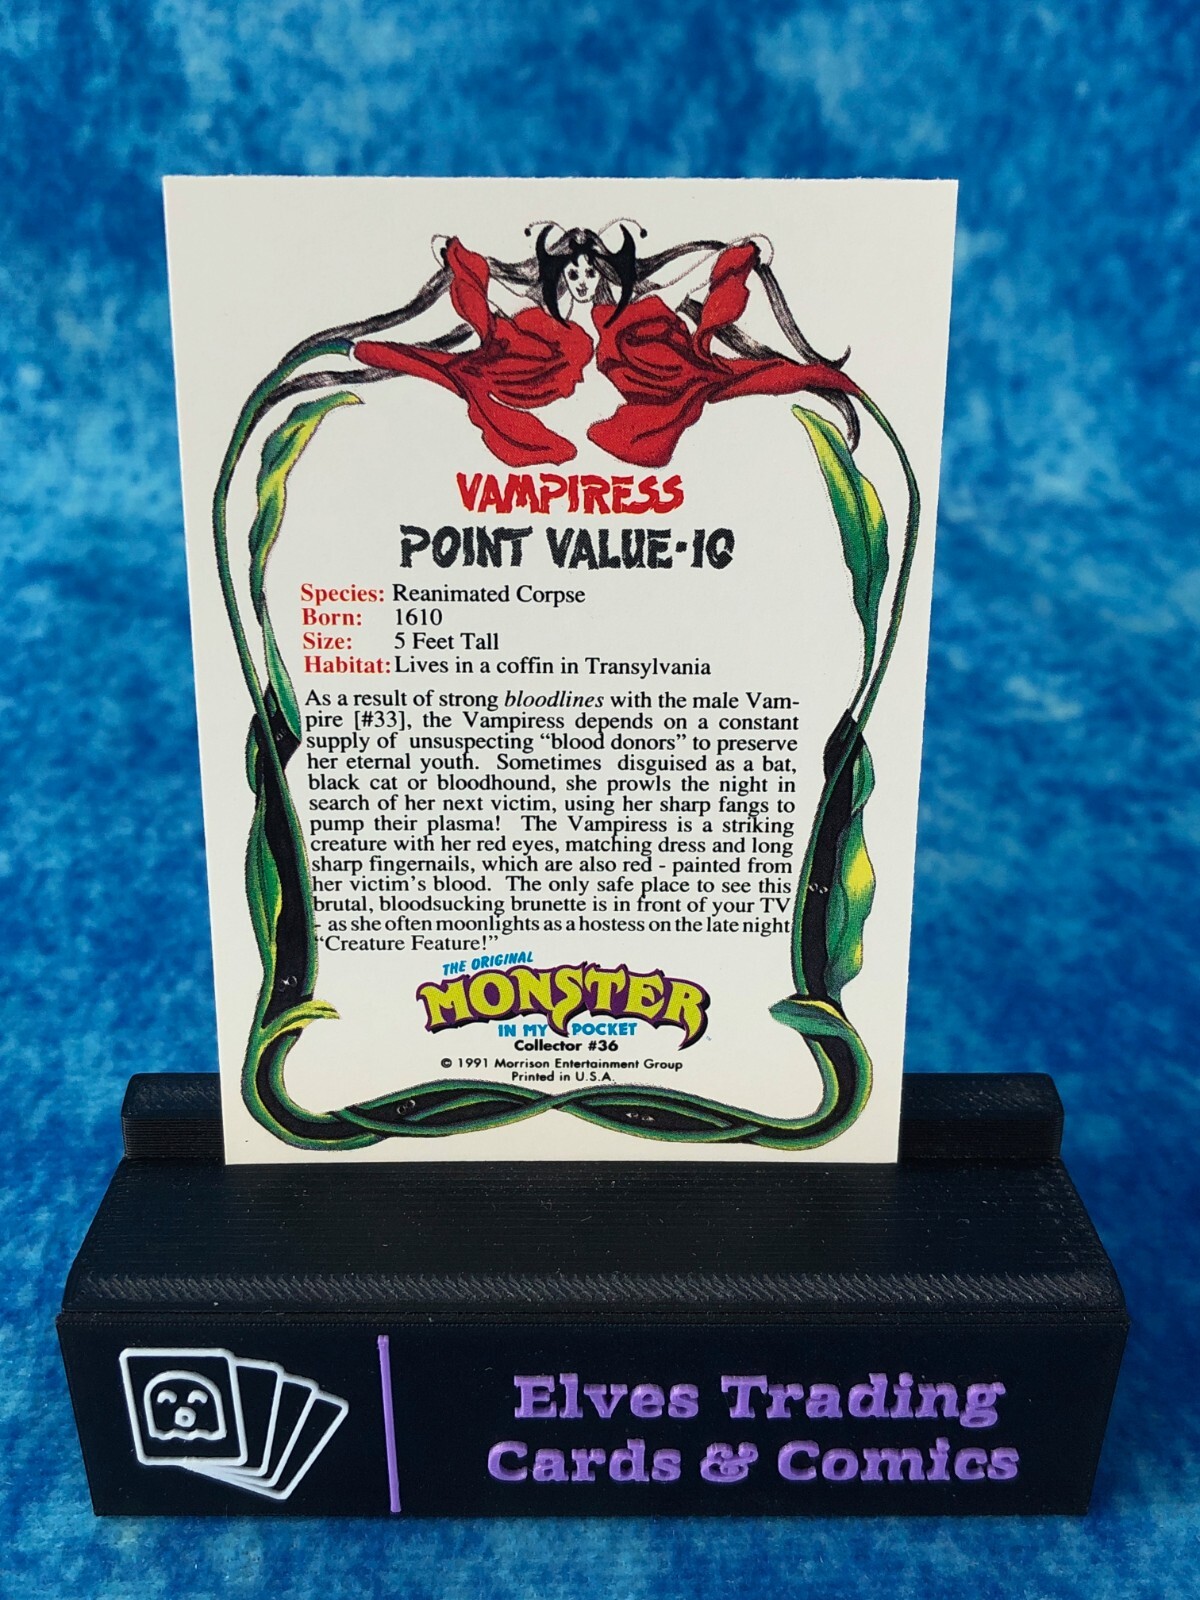 VAMPIRESS
POINT VALUE-10
Species: Reanimated Corpse
Born: 1610
Size: 5 Feet Tall
Habitat: Lives in a coffin in Transylvania
As a result of strong bloodlines with the male Vam-
pire [#33], the Vampiress depends on a constant
supply of unsuspecting “blood donors” to preserve
her eternal youth. Sometimes disguised as a bat,
black cat or bloodhound, she prowls the night in
search of her next victim, using her sharp fangs to
pump their plasma! The Vampiress is a striking
creature with her red eyes, matching dress and long
sharp fingernails, which are also red - painted from
her victim's blood. The only safe place to see this
brutal, bloodsucking brunette is in front of your TV
- as she often moonlights as a hostess on the late night
“Creature Feature!”
THE ORIGINAL
MONSTER
IN MY POCKET
Collector #36
© 1991 Morrison Entertainment Group
Printed in U.S.A.
Elves Trading
Cards & Comics